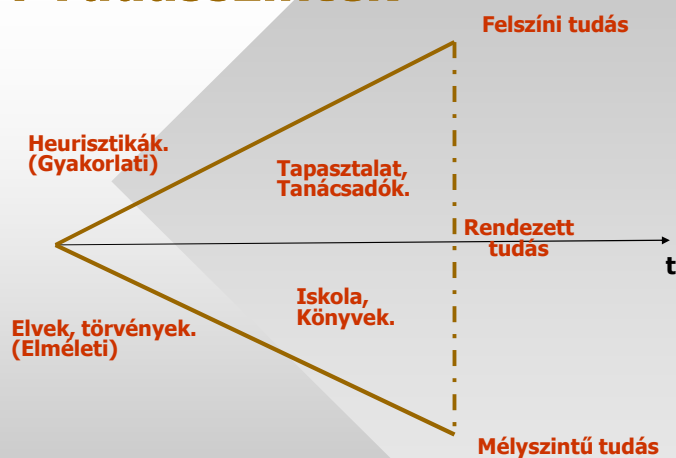 Felszíni tudás
Heurisztikák.
(Gyakorlati)
Tapasztalat,
Tanácsadók.
Rendezett
tudás
t
Iskola,
Könyvek.
Elvek, törvények.
(Elméleti)
Mélyszintű tudás